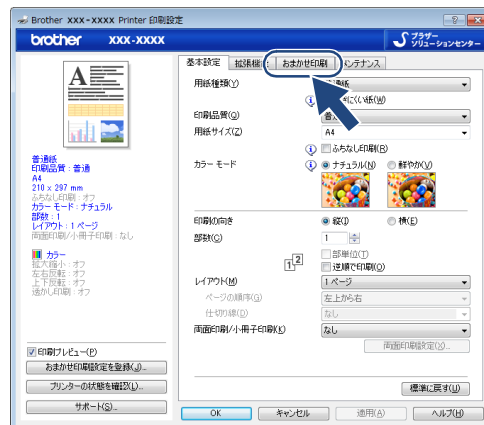 Brother XXX-XXXX Printer 印刷設定
brother XXX-XXXX
ブラザー
ソリューションセンター
基本設定 拡張機 おまかせ印刷 メンテナンス
用紙種類(Y)
にくい紙(W)
印刷品質(Q)
用紙サイズ(Z) A4
ふちなし印刷(R)
カラー モード ナチュラル(N) 鮮やか(V)
普通紙
印刷品質 : 普通
A4
210 x 297 mm
ふちなし印刷 : オフ
カラー モード : ナチュラル
部数 : 1
レイアウト : 1 ページ
両面印刷/小冊子印刷 : なし
カラー
拡大縮小 : オフ
左右反転 : オフ
上下反転 : オフ
透かし印刷 : オフ
印刷の向き 縦(I) 横(E)
部数(C) 1
部単位(T)
逆順で印刷(O)
レイアウト(M) 1 ページ
ページの順序(G) 左上から右
仕切り線(D) なし
両面印刷/小冊子印刷(K) なし
両面印刷設定(X)...
印刷プレビュー(P)
おまかせ印刷設定を登録(J)...
プリンターの状態を確認(L)...
サポート(S)...
標準に戻す(U)
OK キャンセル 適用(A) ヘルプ(H)